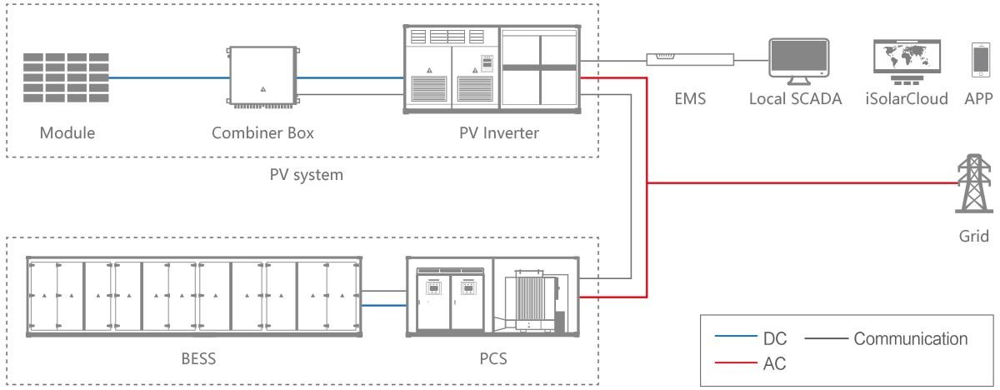 Module
Combiner Box
PV Inverter
EMS
Local SCADA
iSolarCloud
APP
PV system
Grid
BESS
PCS
DC
Communication
AC